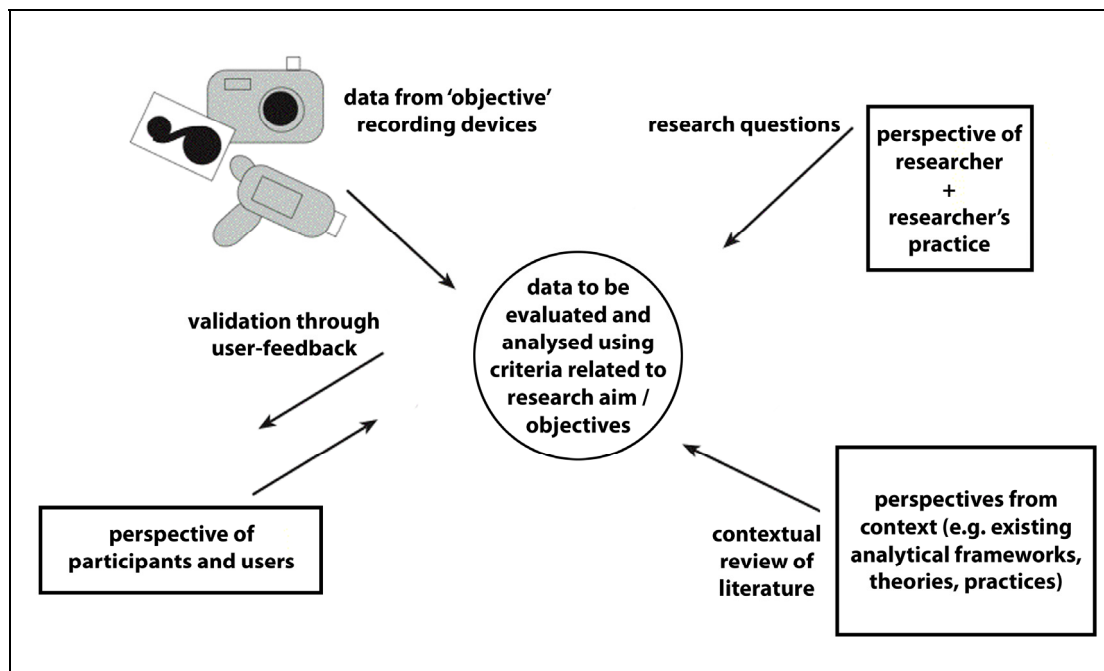 data from ‘objective’
recording devices
research questions
perspective of
researcher
+
researcher’s
practice
data to be
evaluated and
analysed using
criteria related to
research aim /
objectives
validation through
user-feedback
perspective of
participants and users
contextual
review of
literature
perspectives from
context (e.g. existing
analytical frameworks,
theories, practices)